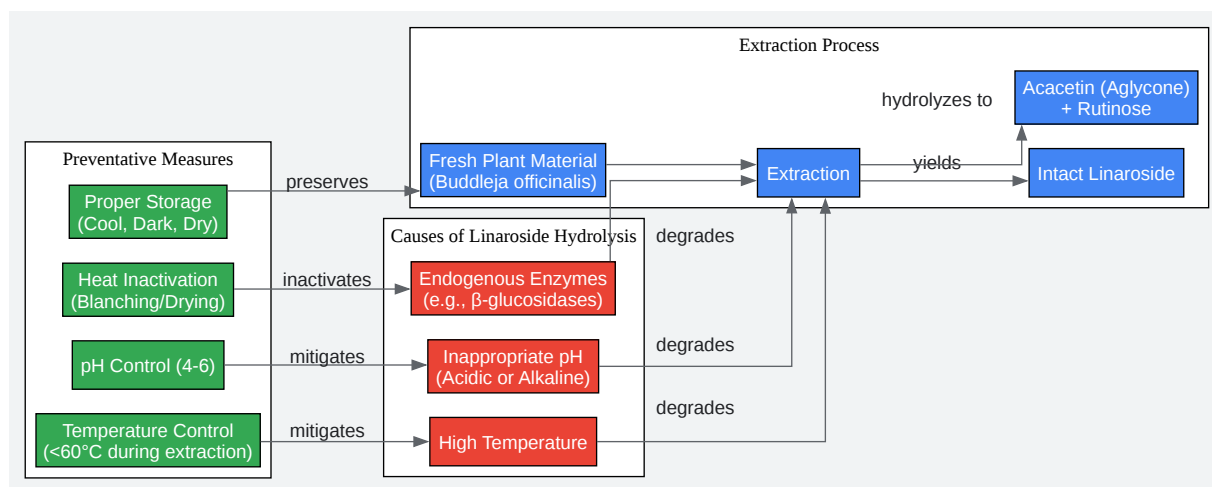 Extraction Process
hydrolyzes to
Acacetin (Aglycone)
+ Rutinose
Fresh Plant Material
(Buddleja officinalis)
Extraction
yields
Intact Linaroside
Preventative Measures
Proper Storage
(Cool, Dark, Dry)
preserves
Heat Inactivation
(Blanching/Drying)
inactivates
pH Control (4-6)
mitigates
Temperature Control
(<60°C during extraction)
mitigates
Causes of Linaroside Hydrolysis
degrades
Endogenous Enzymes
(e.g., β-glucosidases)
Inappropriate pH
(Acidic or Alkaline)
degrades
High Temperature
degrades